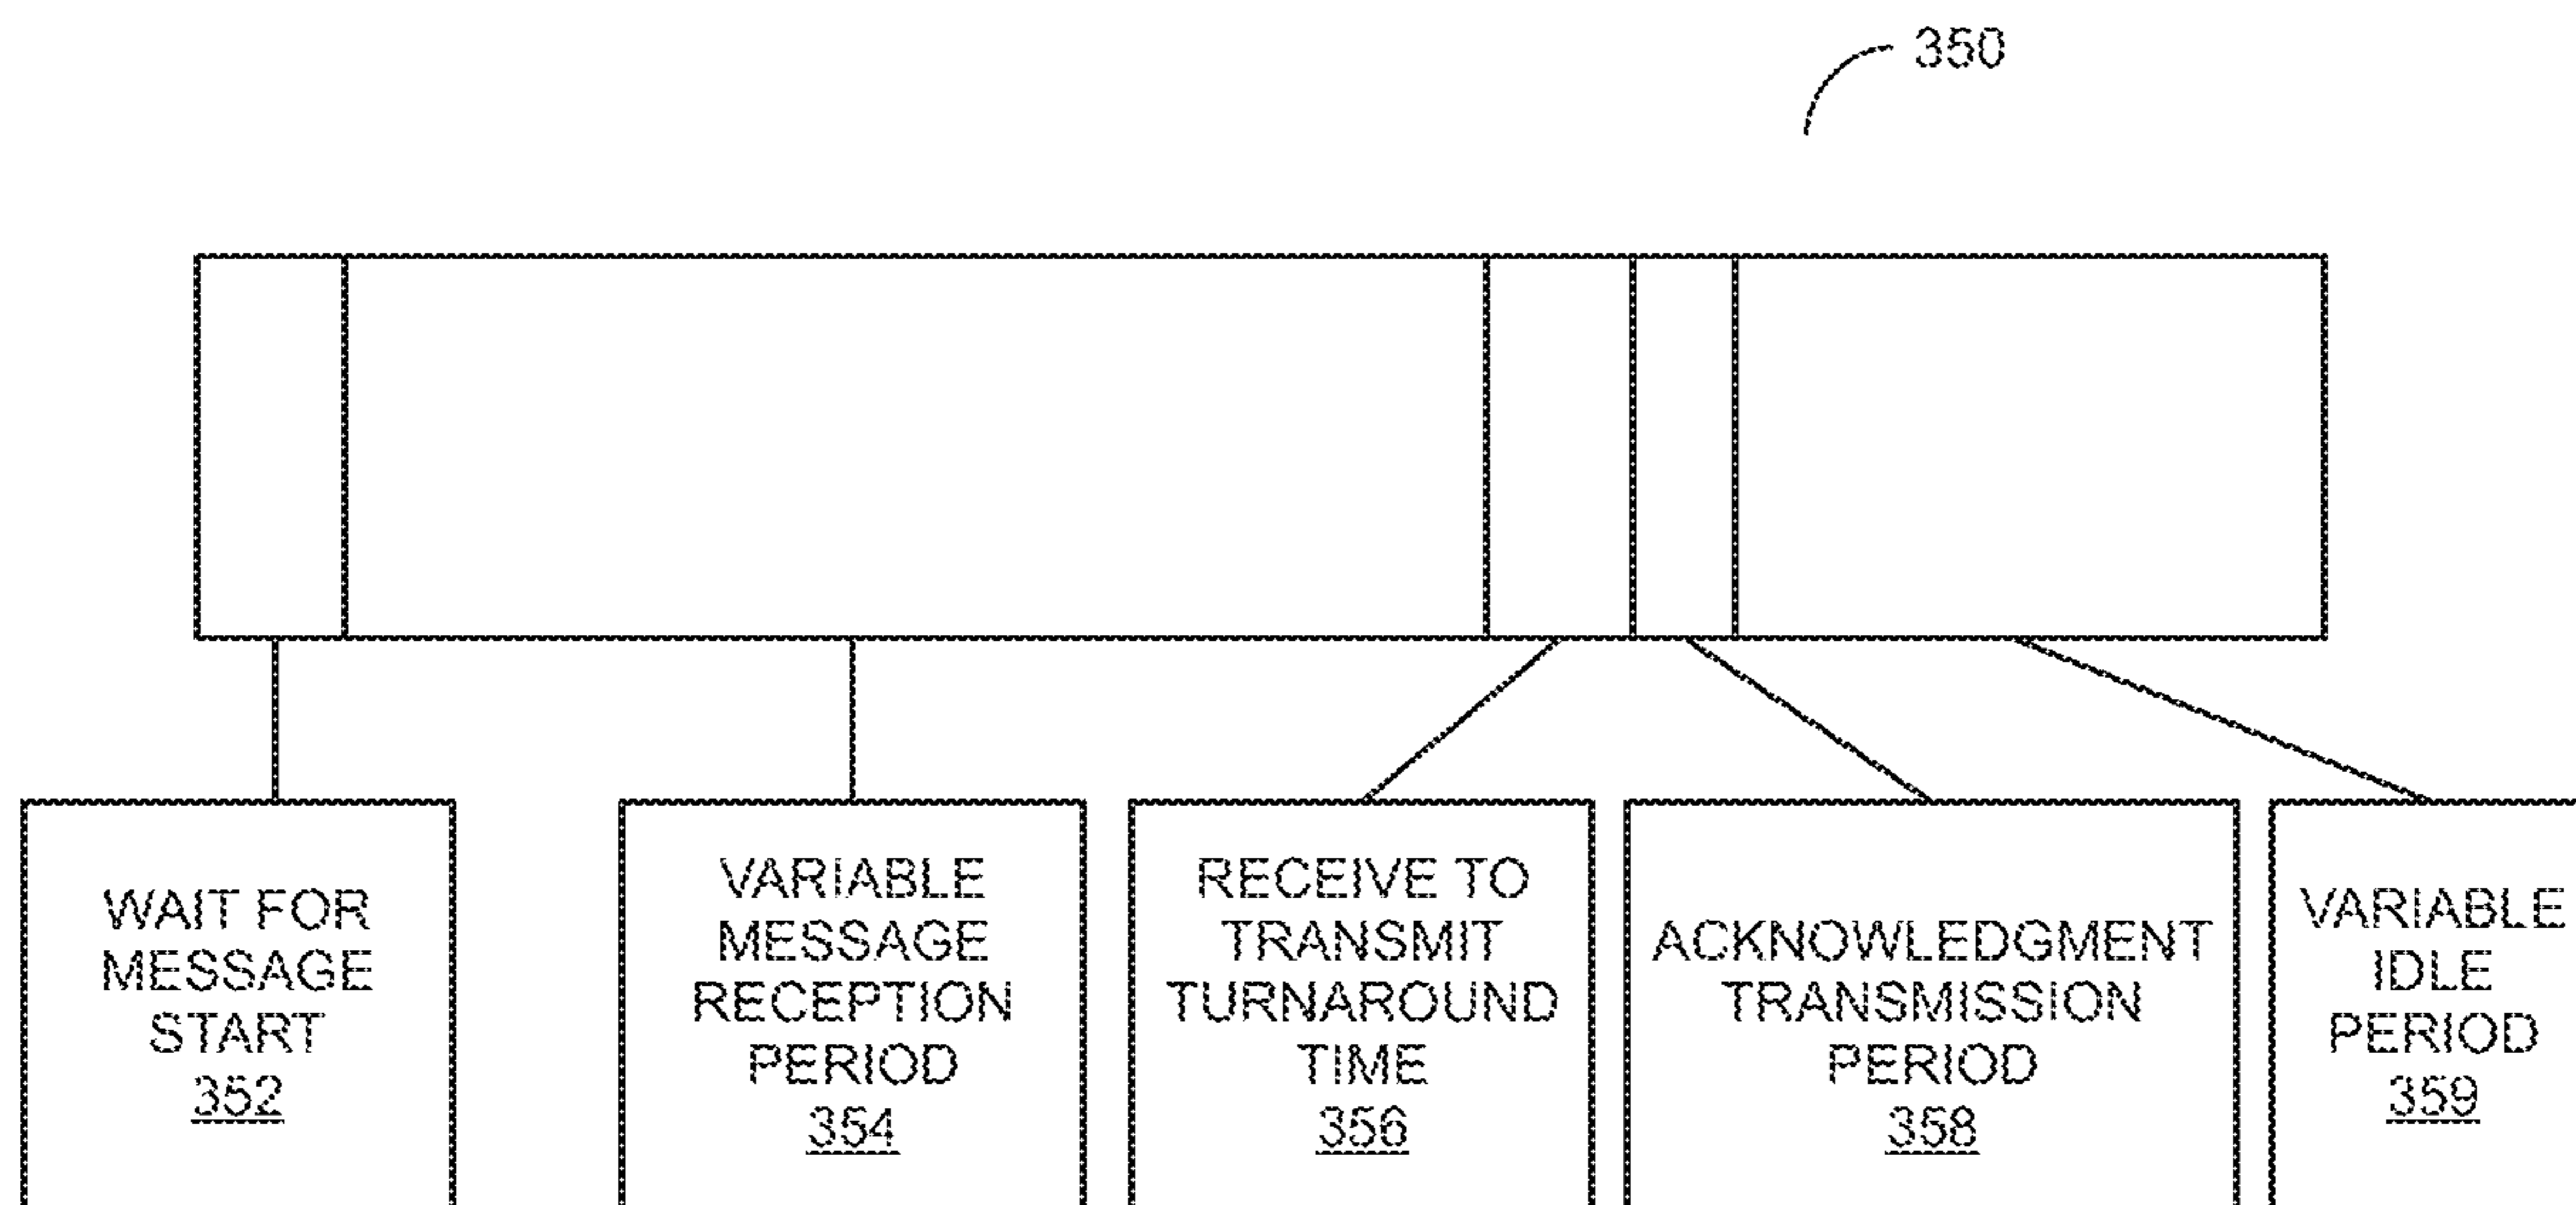 350
WAIT FOR
MESSAGE
START
352
VARIABLE
MESSAGE
RECEPTION
PERIOD
354
RECEIVE TO
TRANSMIT
TURNAROUND
TIME
356
ACKNOWLEDGMENT
TRANSMISSION
PERIOD
358
VARIABLE
IDLE
PERIOD
359